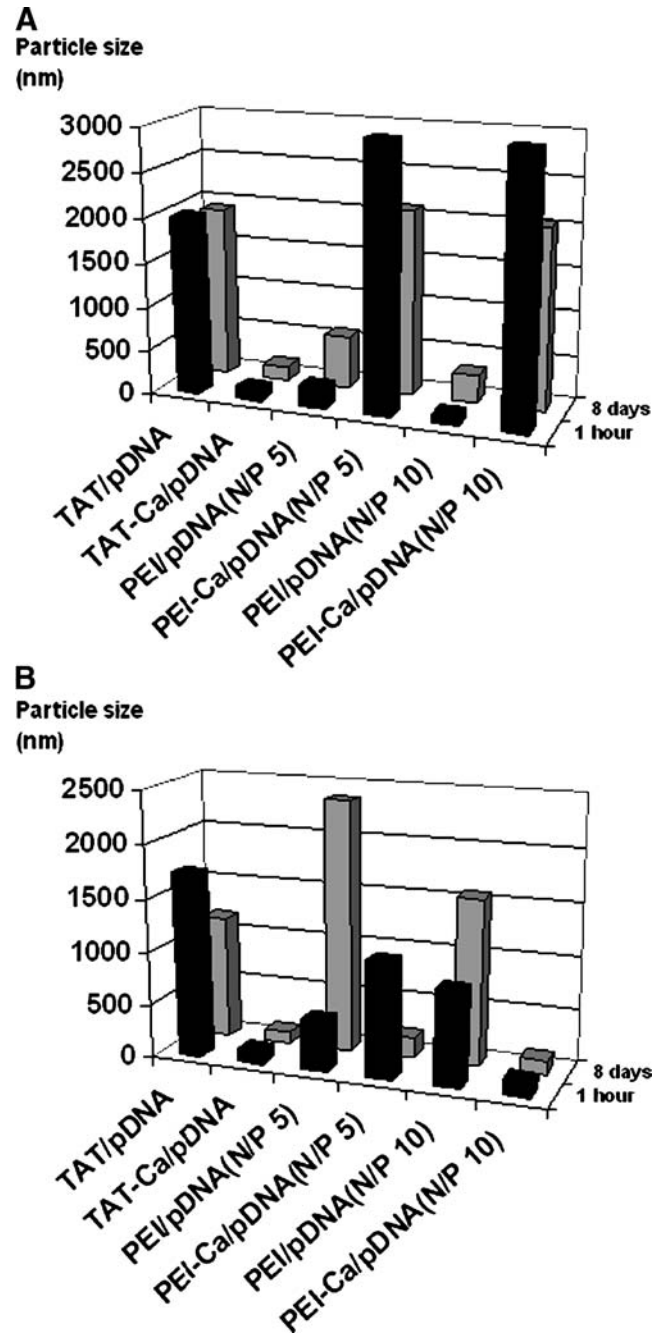 A
Particle size
(nm)
3000
2500
2000
1500
1000
500
0
8 days
1 hour
TAT/pDNA
TAT-Ca/pDNA
PEI/pDNA(N/P 5)
PEI-Ca/pDNA(N/P 5)
PEI/pDNA(N/P 10)
PEI-Ca/pDNA(N/P 10)
B
Particle size
(nm)
2500
2000
1500
1000
500
0
8 days
1 hour
TAT/pDNA
TAT-Ca/pDNA
PEI/pDNA(N/P 5)
PEI-Ca/pDNA(N/P 5)
PEI/pDNA(N/P 10)
PEI-Ca/pDNA(N/P 10)